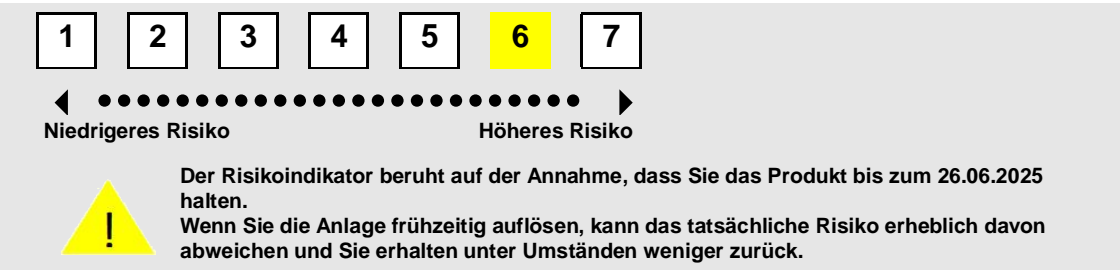 1 2 3 4 5 6 7
Niedrigeres Risiko Höheres Risiko
Der Risikoindikator beruht auf der Annahme, dass Sie das Produkt bis zum 26.06.2025
halten.
Wenn Sie die Anlage frühzeitig auflösen, kann das tatsächliche Risiko erheblich davon
abweichen und Sie erhalten unter Umständen weniger zurück.
!